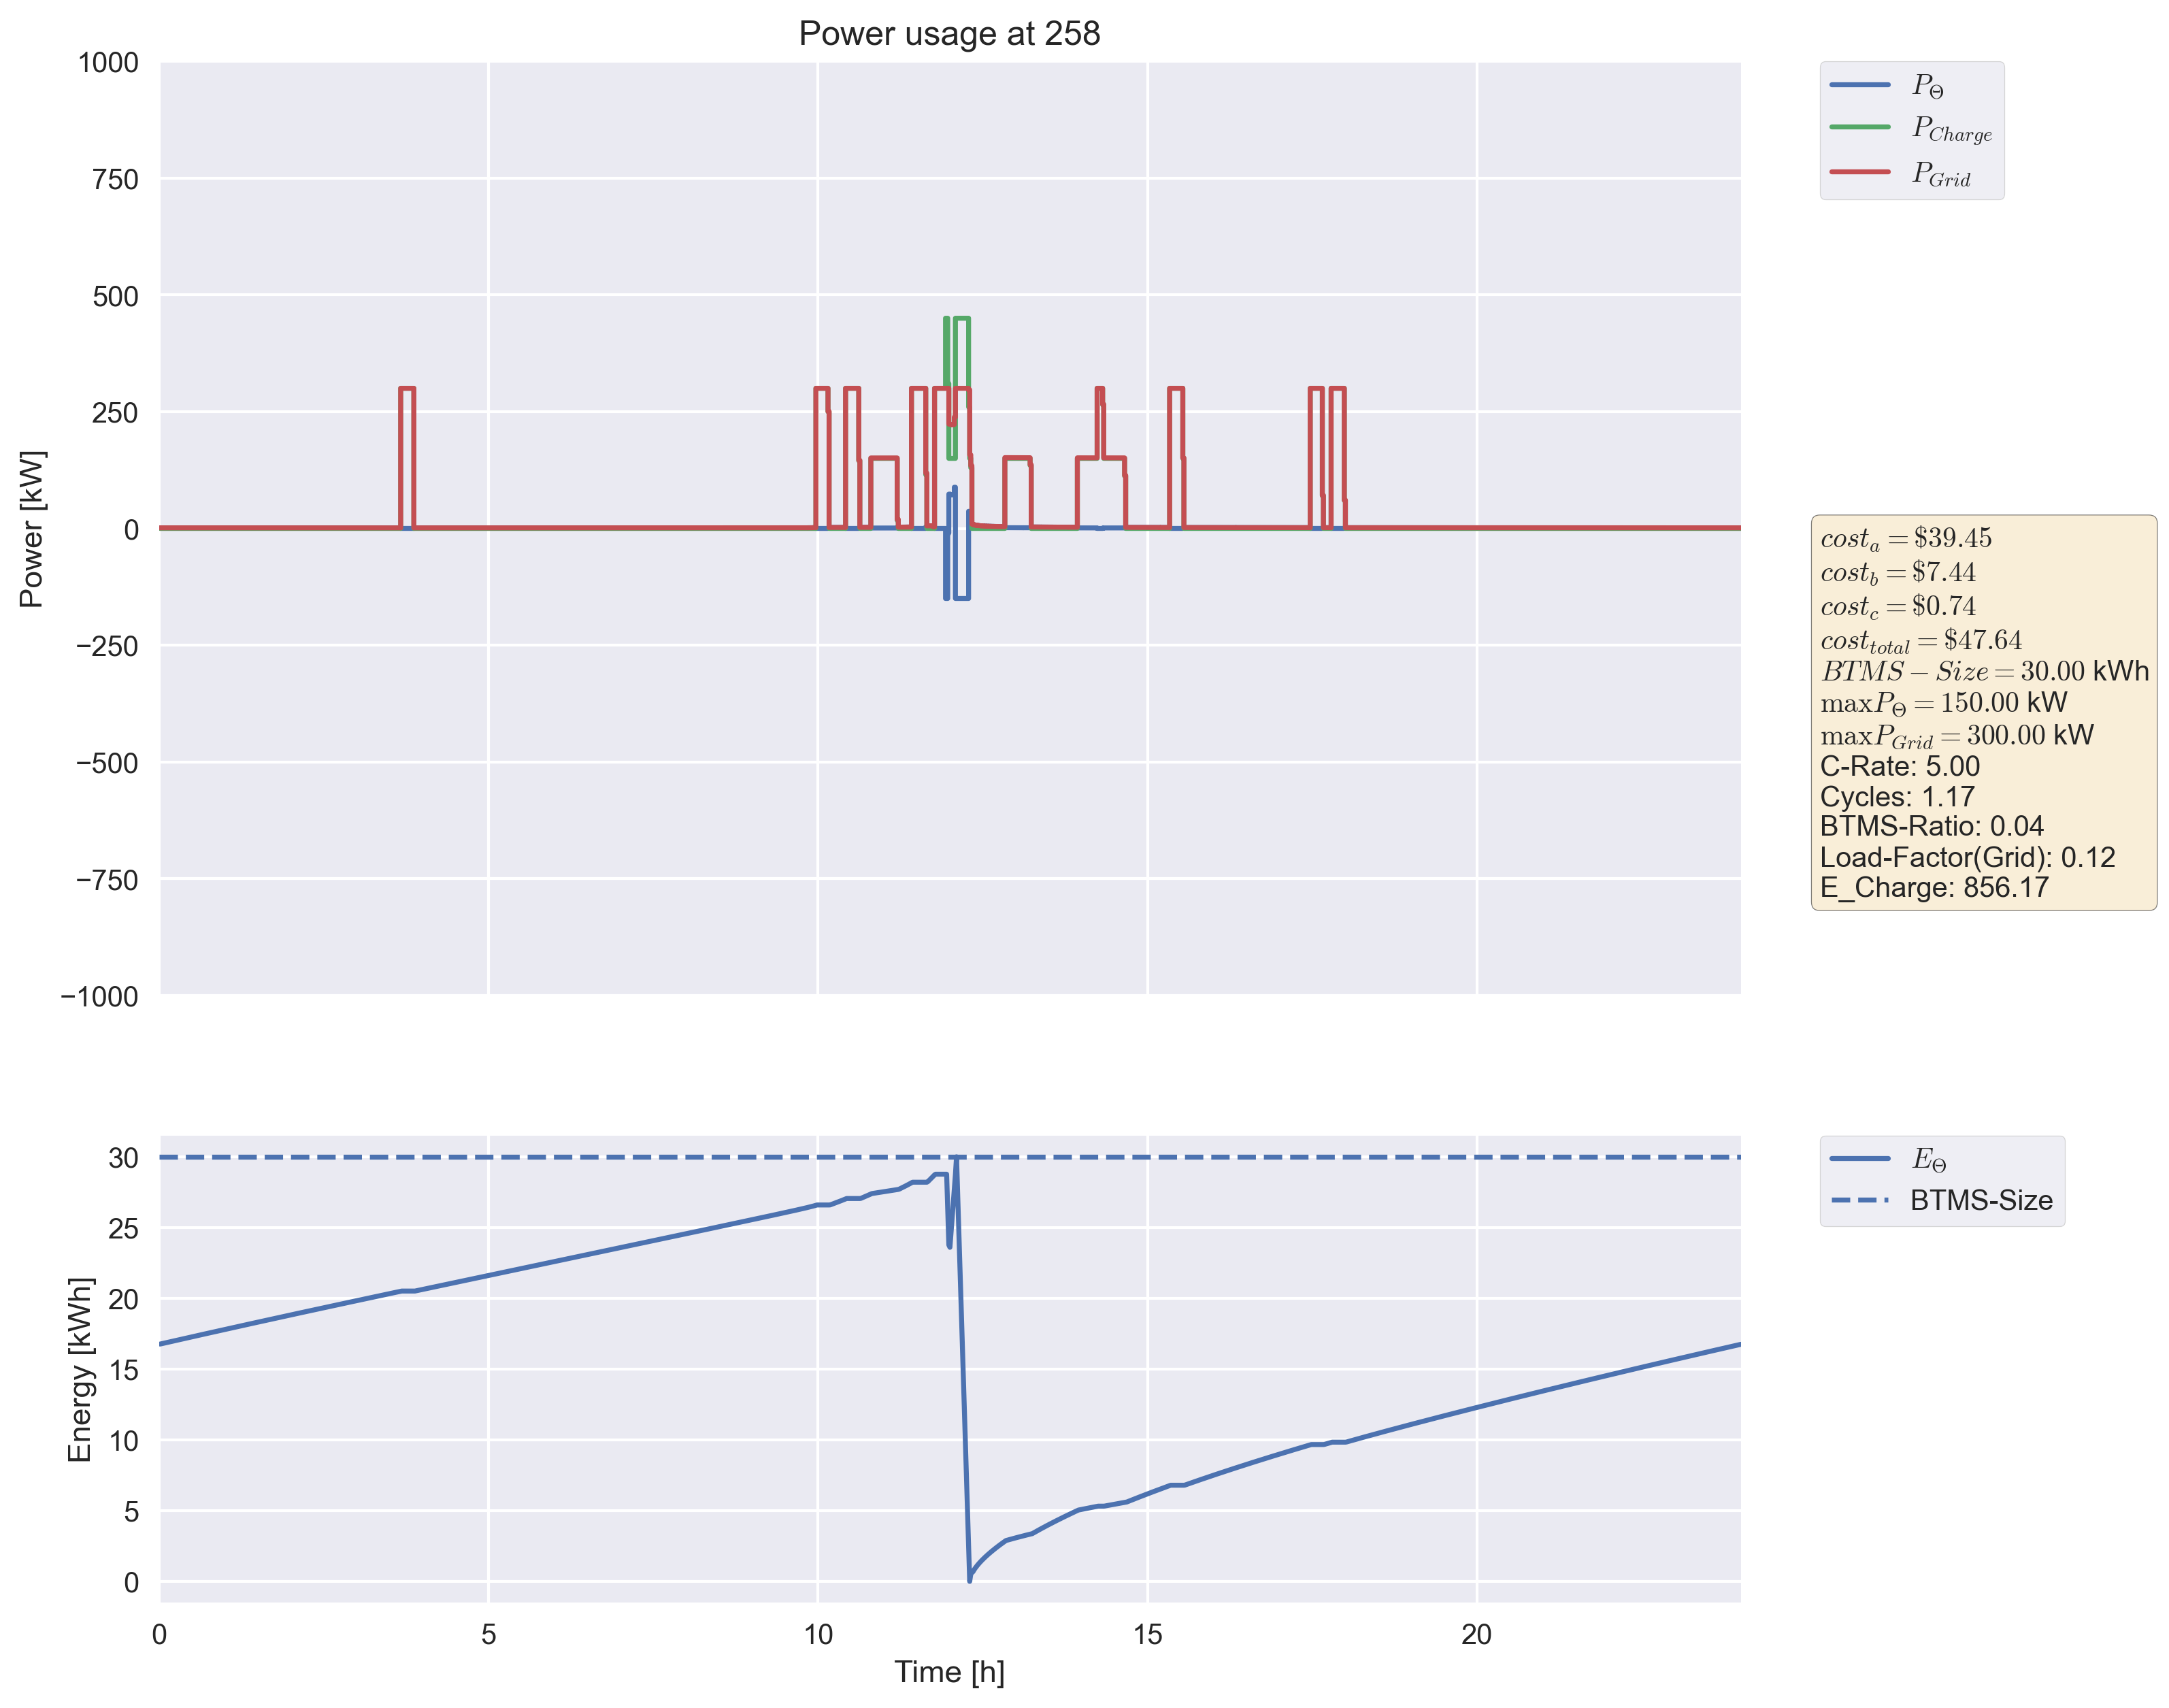 Power usage at 258
1000
750
500
250
0
−250
−500
−750
−1000
Power [kW]
P_Θ
P_Charge
P_Grid
cost_a = $39.45
cost_b = $7.44
cost_c = $0.74
cost_total = $47.64
BTMS − Size = 30.00 kWh
maxP_Θ = 150.00 kW
maxP_Grid = 300.00 kW
C-Rate: 5.00
Cycles: 1.17
BTMS-Ratio: 0.04
Load-Factor(Grid): 0.12
E_Charge: 856.17
30
25
20
15
10
5
0
Energy [kWh]
E_Θ
BTMS-Size
0 5 10 15 20
Time [h]